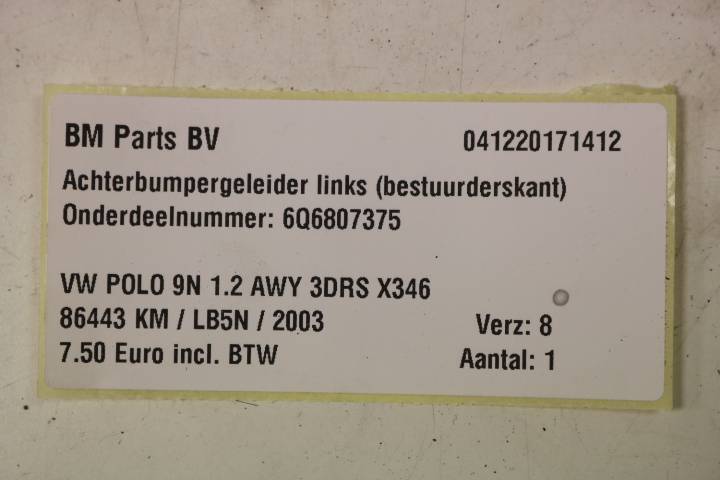 BM Parts BV 041220171412
Achterbumpergeleider links (bestuurderskant)
Onderdeelnummer: 6Q6807375
VW POLO 9N 1.2 AWY 3DRS X346
86443 KM / LB5N / 2003 Verz: 8
7.50 Euro incl. BTW Aantal: 1